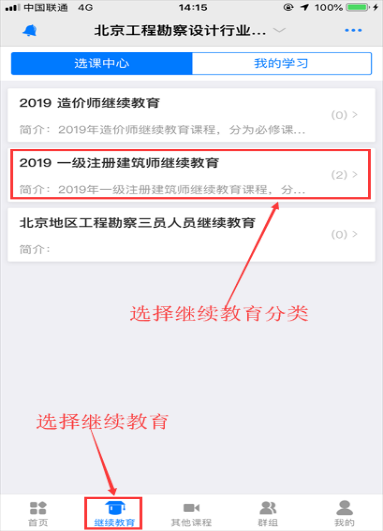 中国联通 4G 14:15 100%
北京工程勘察设计行业...
选课中心 我的学习
2019 造价师继续教育
(0)
简介：2019年造价师继续教育课程，分为必修课...
2019 一级注册建筑师继续教育
(2)
简介：2019年一级注册建筑师继续教育课程，分...
北京地区工程勘察三员人员继续教育
(0)
简介：
选择继续教育分类
选择继续教育
首页 继续教育 其他课程 群组 我的